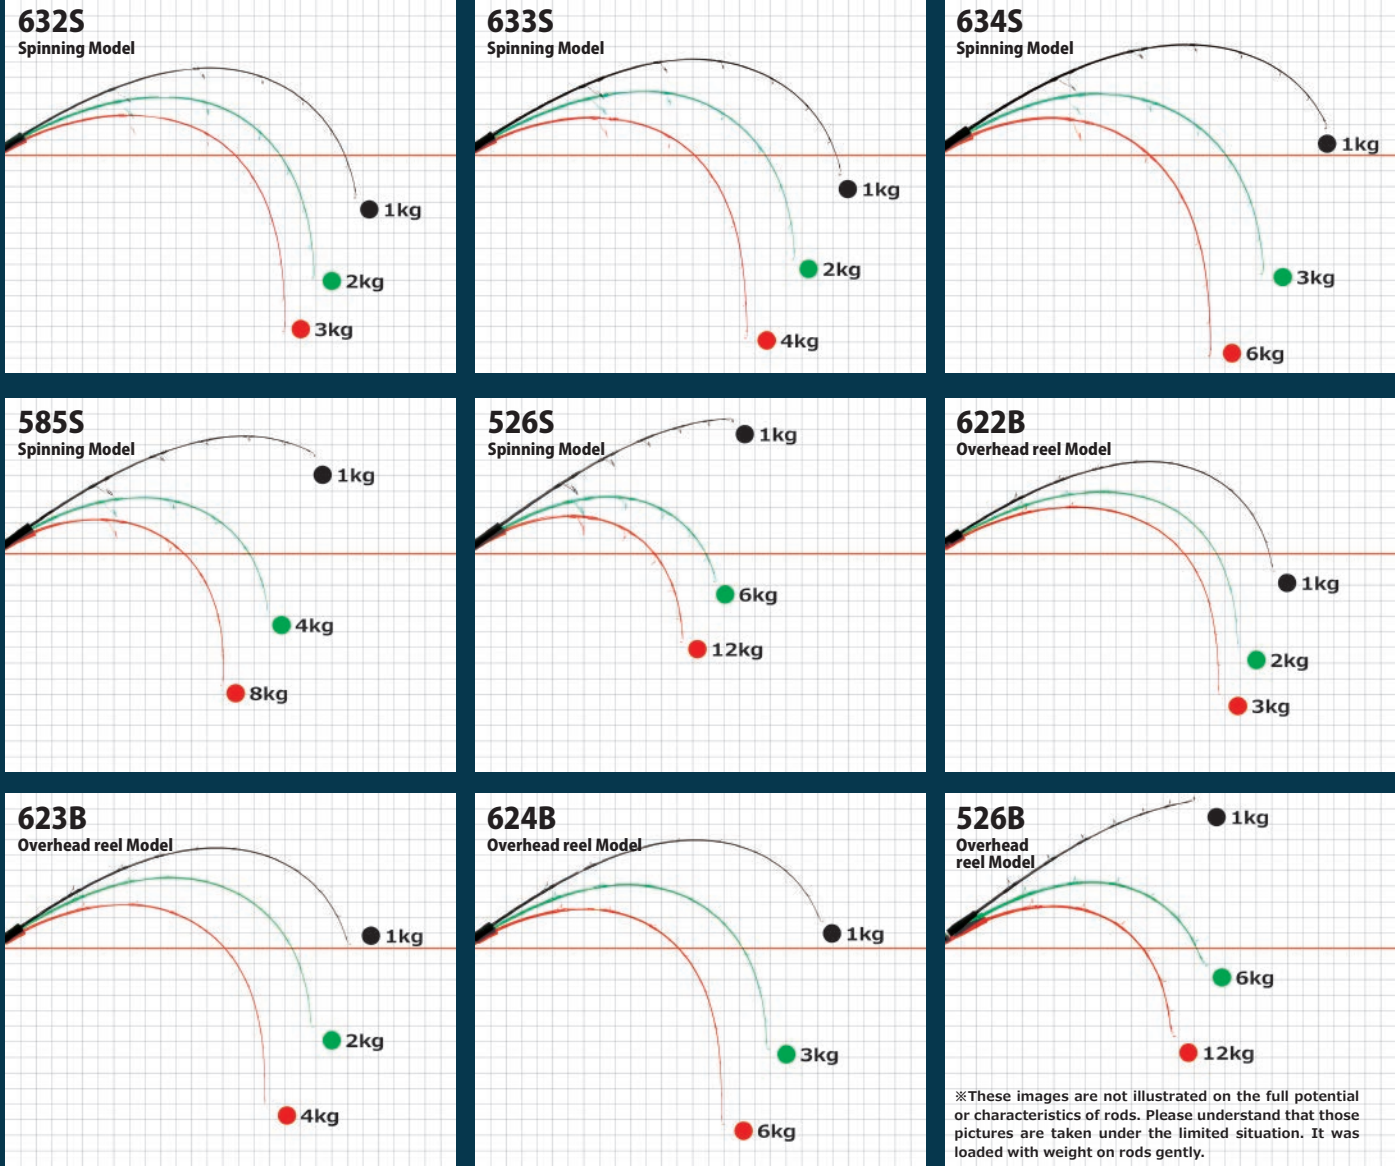 632S
Spinning Model
1kg
2kg
3kg
633S
Spinning Model
1kg
2kg
4kg
634S
Spinning Model
1kg
3kg
6kg
585S
Spinning Model
1kg
4kg
8kg
526S
Spinning Model
1kg
6kg
12kg
622B
Overhead reel Model
1kg
2kg
3kg
623B
Overhead reel Model
1kg
2kg
4kg
624B
Overhead reel Model
1kg
3kg
6kg
526B
Overhead
reel Model
1kg
6kg
12kg
※These images are not illustrated on the full potential
or characteristics of rods. Please understand that those
pictures are taken under the limited situation. It was
loaded with weight on rods gently.